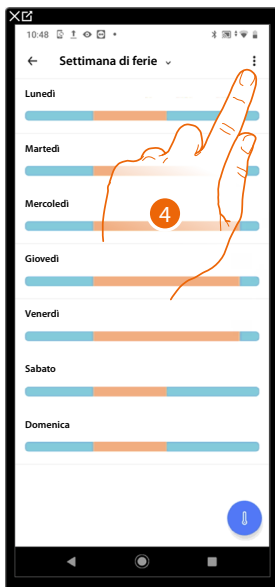 10:48
Settimana di ferie
Lunedì
Martedì
Mercoledì
4
Giovedì
Venerdì
Sabato
Domenica